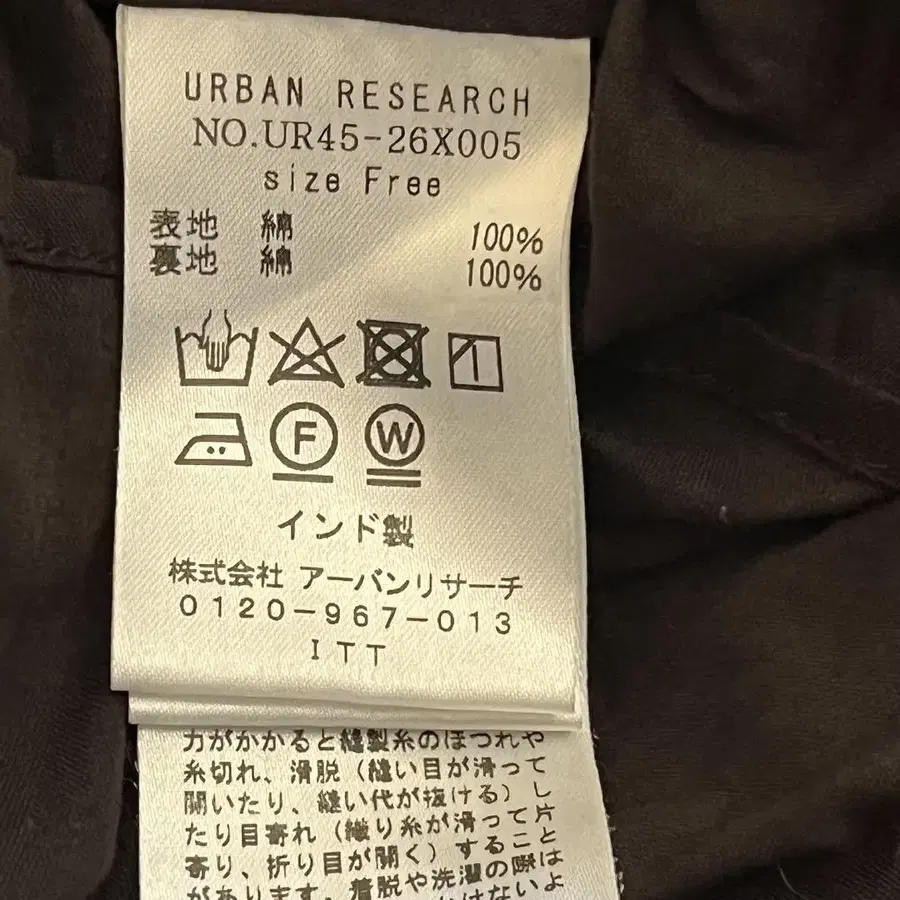 URBAN RESEARCH
NO.UR45-26X005
size Free
表地 綿 100%
裏地 綿 100%
F
W
インド製
株式会社 アーバンリサーチ
0120-967-013
ITT
力がかかると縫製糸のほつれや
糸切れ、滑脱（縫い目が滑って
開いたり、縫い代が抜ける）し
たり目寄れ（織り糸が滑って片
寄り、折り目が開く）すること
があります。着脱や洗濯の際は